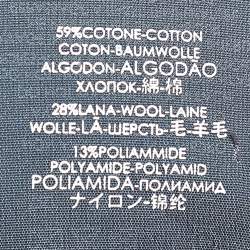 59%COTONE-COTTON
COTON-BAUMWOLLE
ALGODON-ALGODÃO
ХЛОПОК-綿-棉
28%LANA-WOOL-LAINE
WOLLE-LÃ-ШЕРСТЬ-毛-羊毛
13%POLIAMMIDE
POLYAMIDE-POLYAMID
POLIAMIDA-ПОЛИАМИД
ナイロン-锦纶